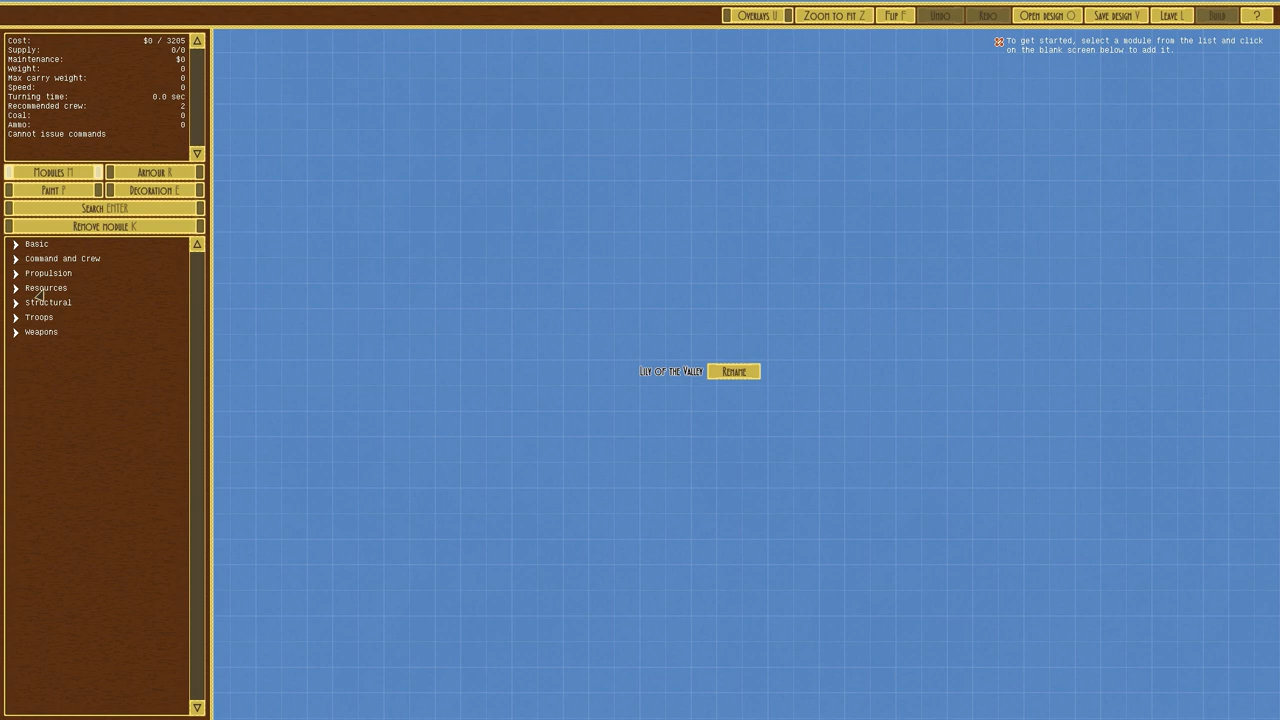 Overlays U
Zoom to fit Z
Flip F
Undo
Redo
Open design O
Save design V
Leave L
Build
?
Cost: $0 / 3205
Supply: 0/0
Maintenance: $0
Weight: 0
Max carry weight: 0
Speed: 0
Turning time: 0.0 sec
Recommended crew: 2
Coal: 0
Ammo: 0
Cannot issue commands
To get started, select a module from the list and click
on the blank screen below to add it.
Modules M
Armour R
Paint P
Decoration E
Search ENTER
Remove module K
Basic
Command and Crew
Propulsion
Resources
Structural
Troops
Weapons
Lily of the Valley
Rename